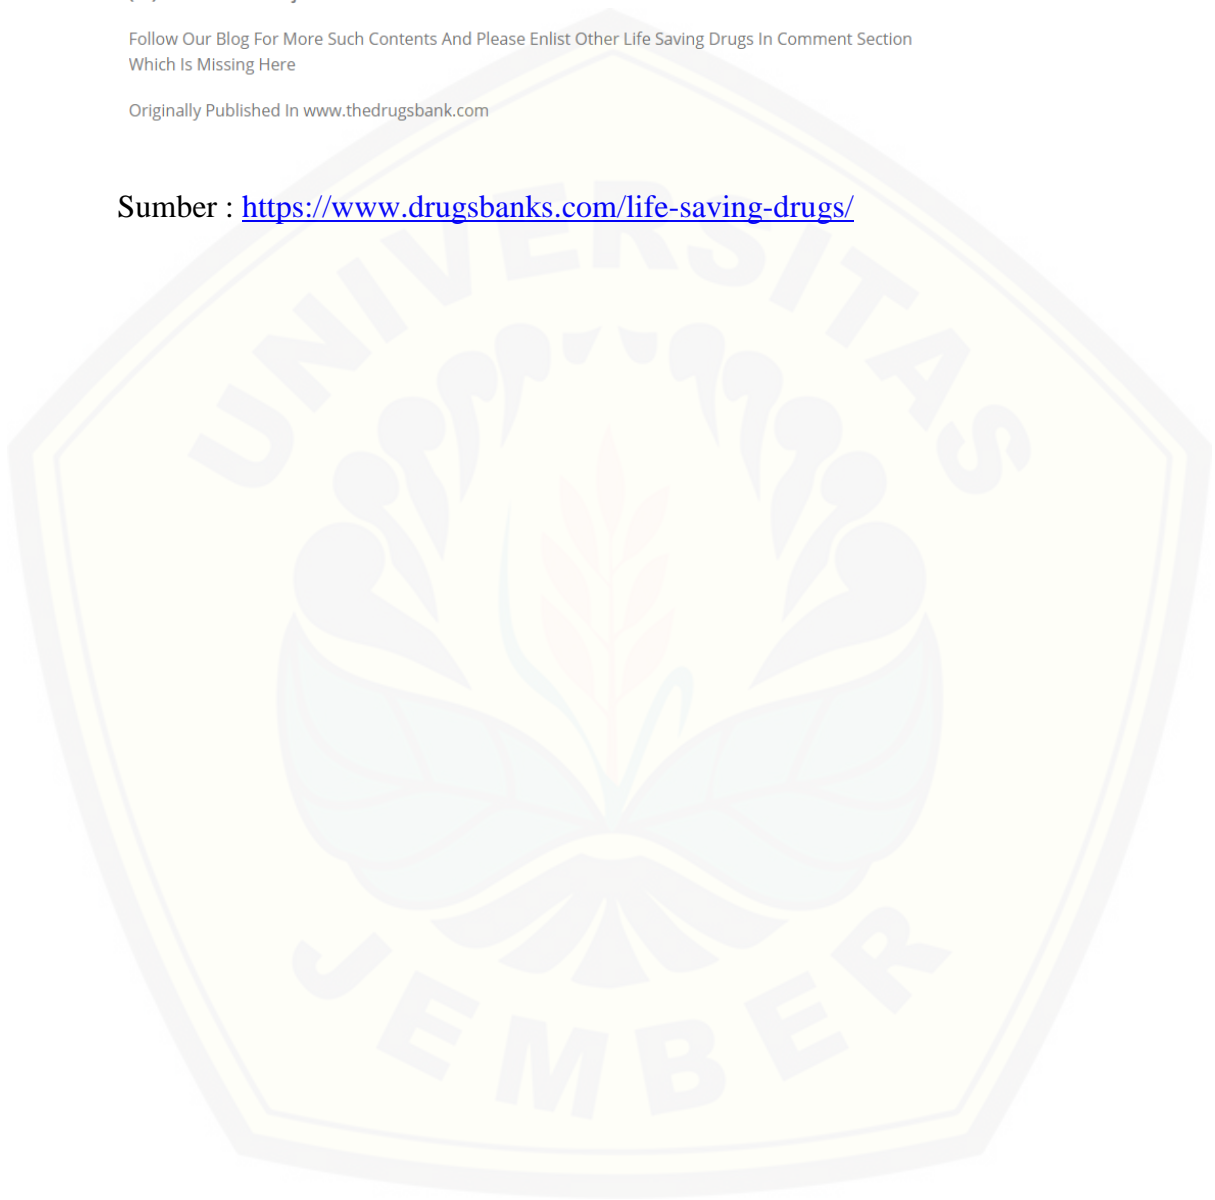 Follow Our Blog For More Such Contents And Please Enlist Other Life Saving Drugs In Comment Section
Which Is Missing Here
Originally Published In www.thedrugsbank.com
Sumber : https://www.drugsbanks.com/life-saving-drugs/
UNIVERSITAS
JEMBER